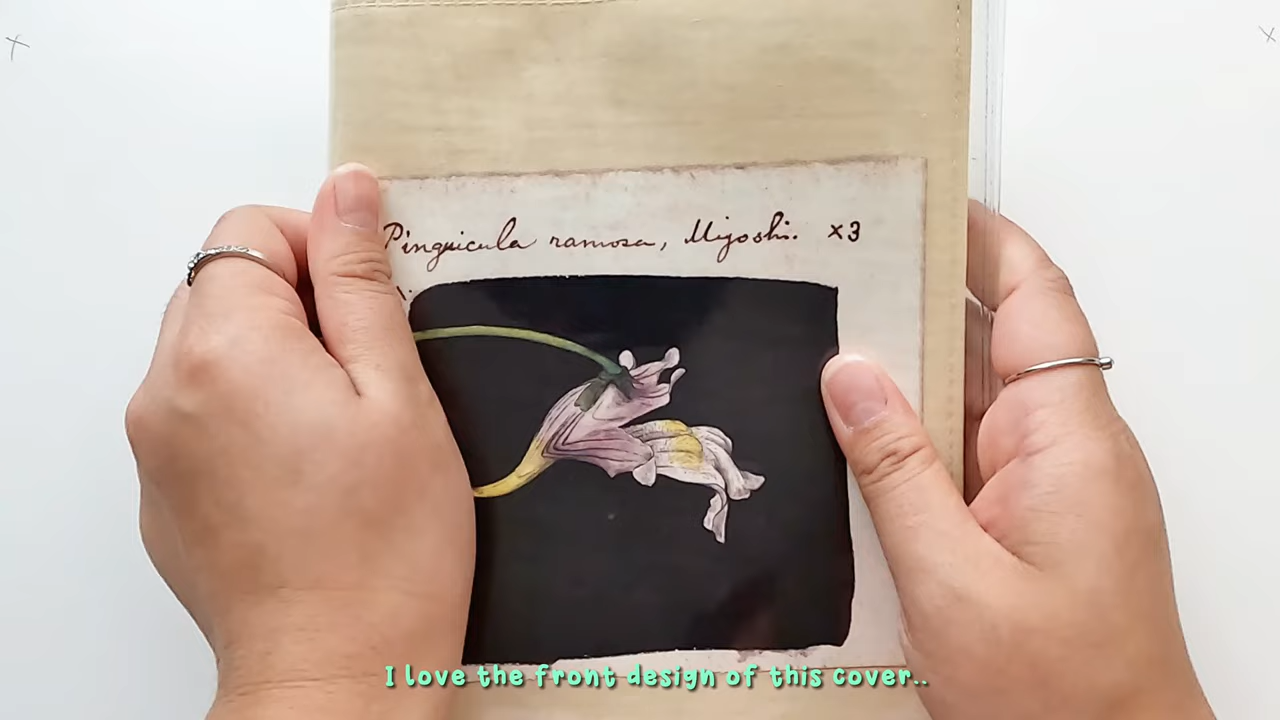 Pinguicula ramosa, Miyoshi. ×3
I love the front design of this cover..